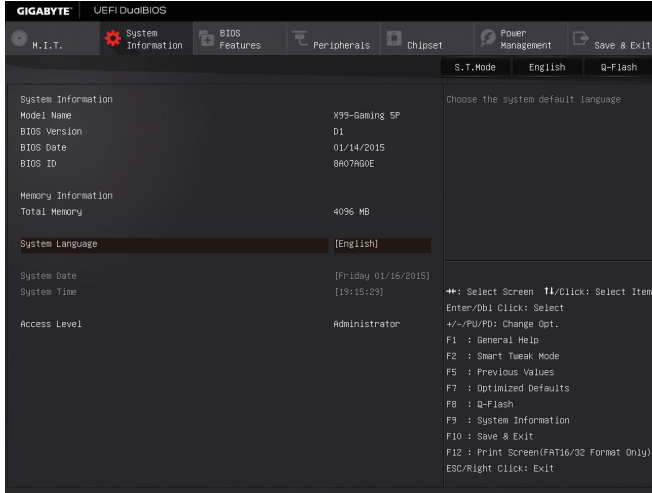 GIGABYTE™ UEFI DualBIOS
M.I.T.
System Information
BIOS Features
Peripherals
Chipset
Power Management
Save & Exit
S.T.Mode English Q-Flash
System Information
Model Name X99-Gaming 5P
BIOS Version D1
BIOS Date 01/14/2015
BIOS ID 8A07AG0E
Memory Information
Total Memory 4096 MB
System Language [English]
System Date [Friday 01/16/2015]
System Time [19:15:29]
Access Level Administrator
Choose the system default language
→←: Select Screen ↑↓/Click: Select Item
Enter/Dbl Click: Select
+/-/PU/PD: Change Opt.
F1 : General Help
F2 : Smart Tweak Mode
F5 : Previous Values
F7 : Optimized Defaults
F8 : Q-Flash
F9 : System Information
F10 : Save & Exit
F12 : Print Screen(FAT16/32 Format Only)
ESC/Right Click: Exit